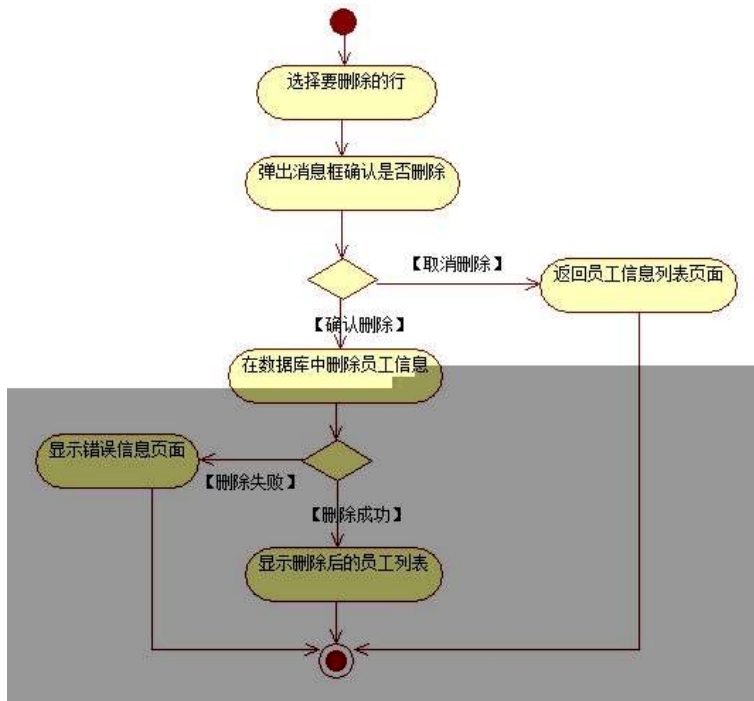 选择要删除的行
弹出消息框确认是否删除
【取消删除】
返回员工信息列表页面
【确认删除】
在数据库中删除员工信息
显示错误信息页面
【删除失败】
【删除成功】
显示删除后的员工列表